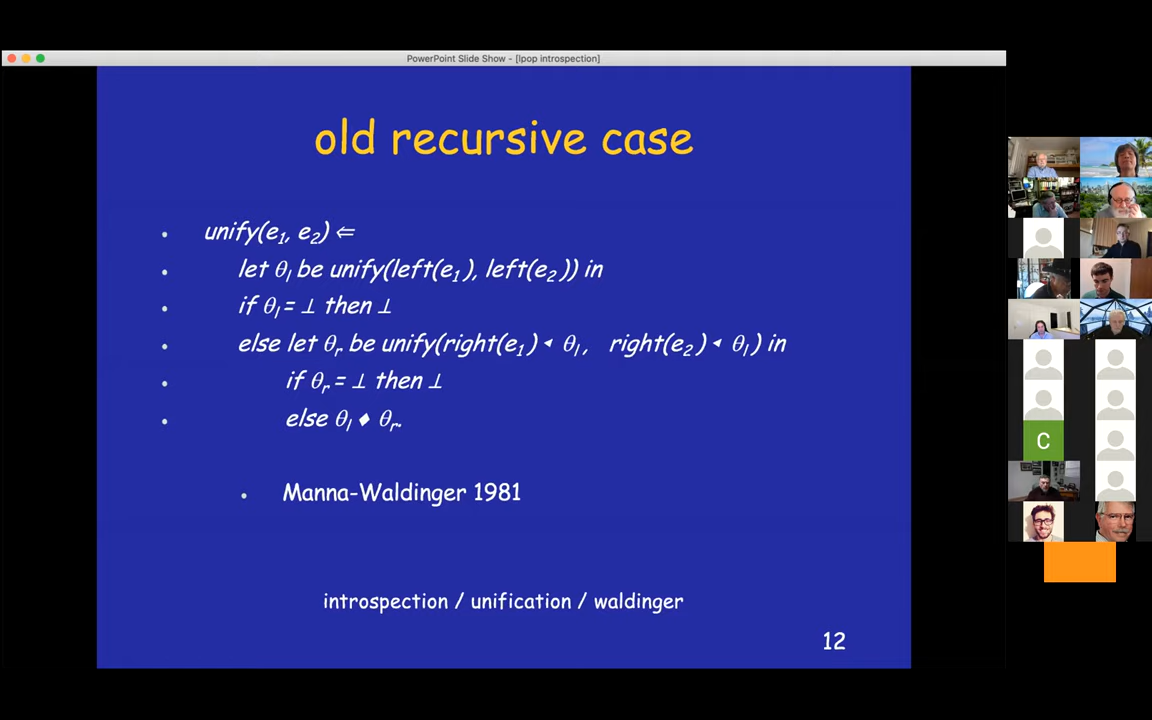 PowerPoint Slide Show - [lpop introspection]
old recursive case
• unify(e₁, e₂) ⇐
• let θₗ be unify(left(e₁), left(e₂)) in
• if θₗ = ⊥ then ⊥
• else let θᵣ be unify(right(e₁) ◂ θₗ, right(e₂) ◂ θₗ) in
• if θᵣ = ⊥ then ⊥
• else θₗ ♦ θᵣ.
• Manna-Waldinger 1981
introspection / unification / waldinger
12
C